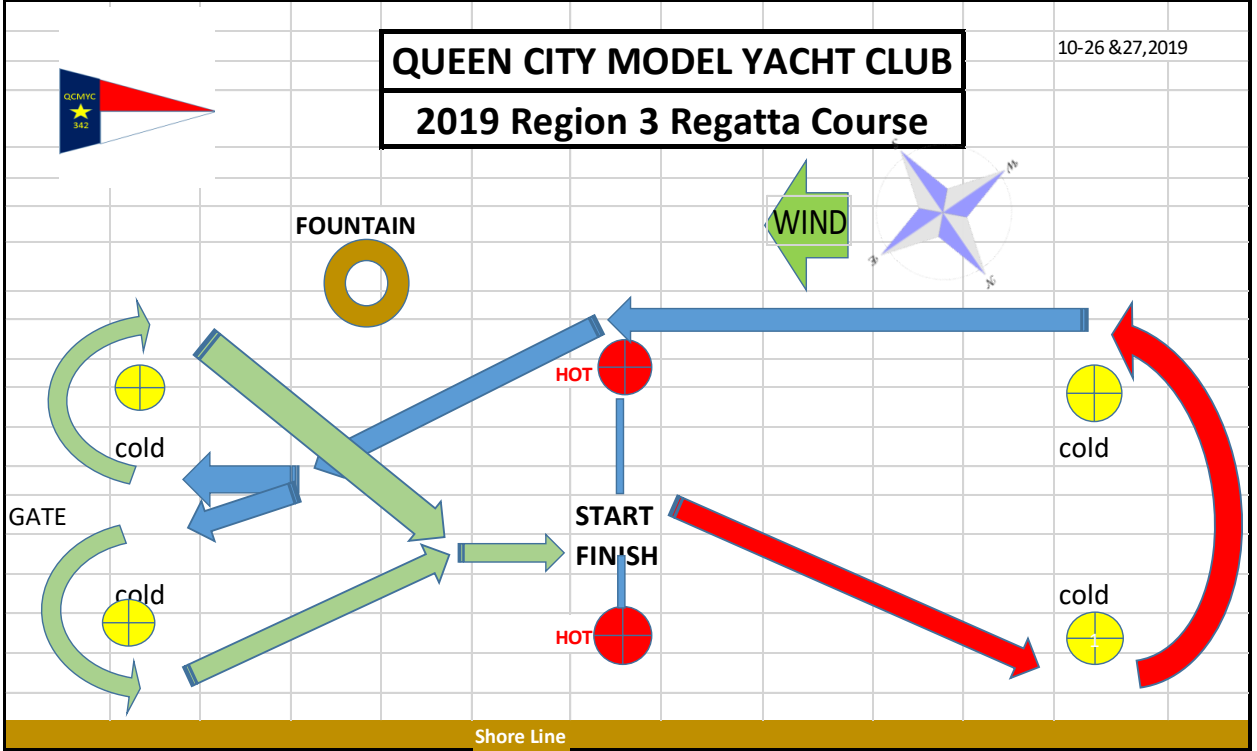 QUEEN CITY MODEL YACHT CLUB
10-26 &27,2019
2019 Region 3 Regatta Course
QCMYC
342
WIND
FOUNTAIN
HOT
cold
cold
GATE
START
FINISH
cold
cold
HOT
Shore Line